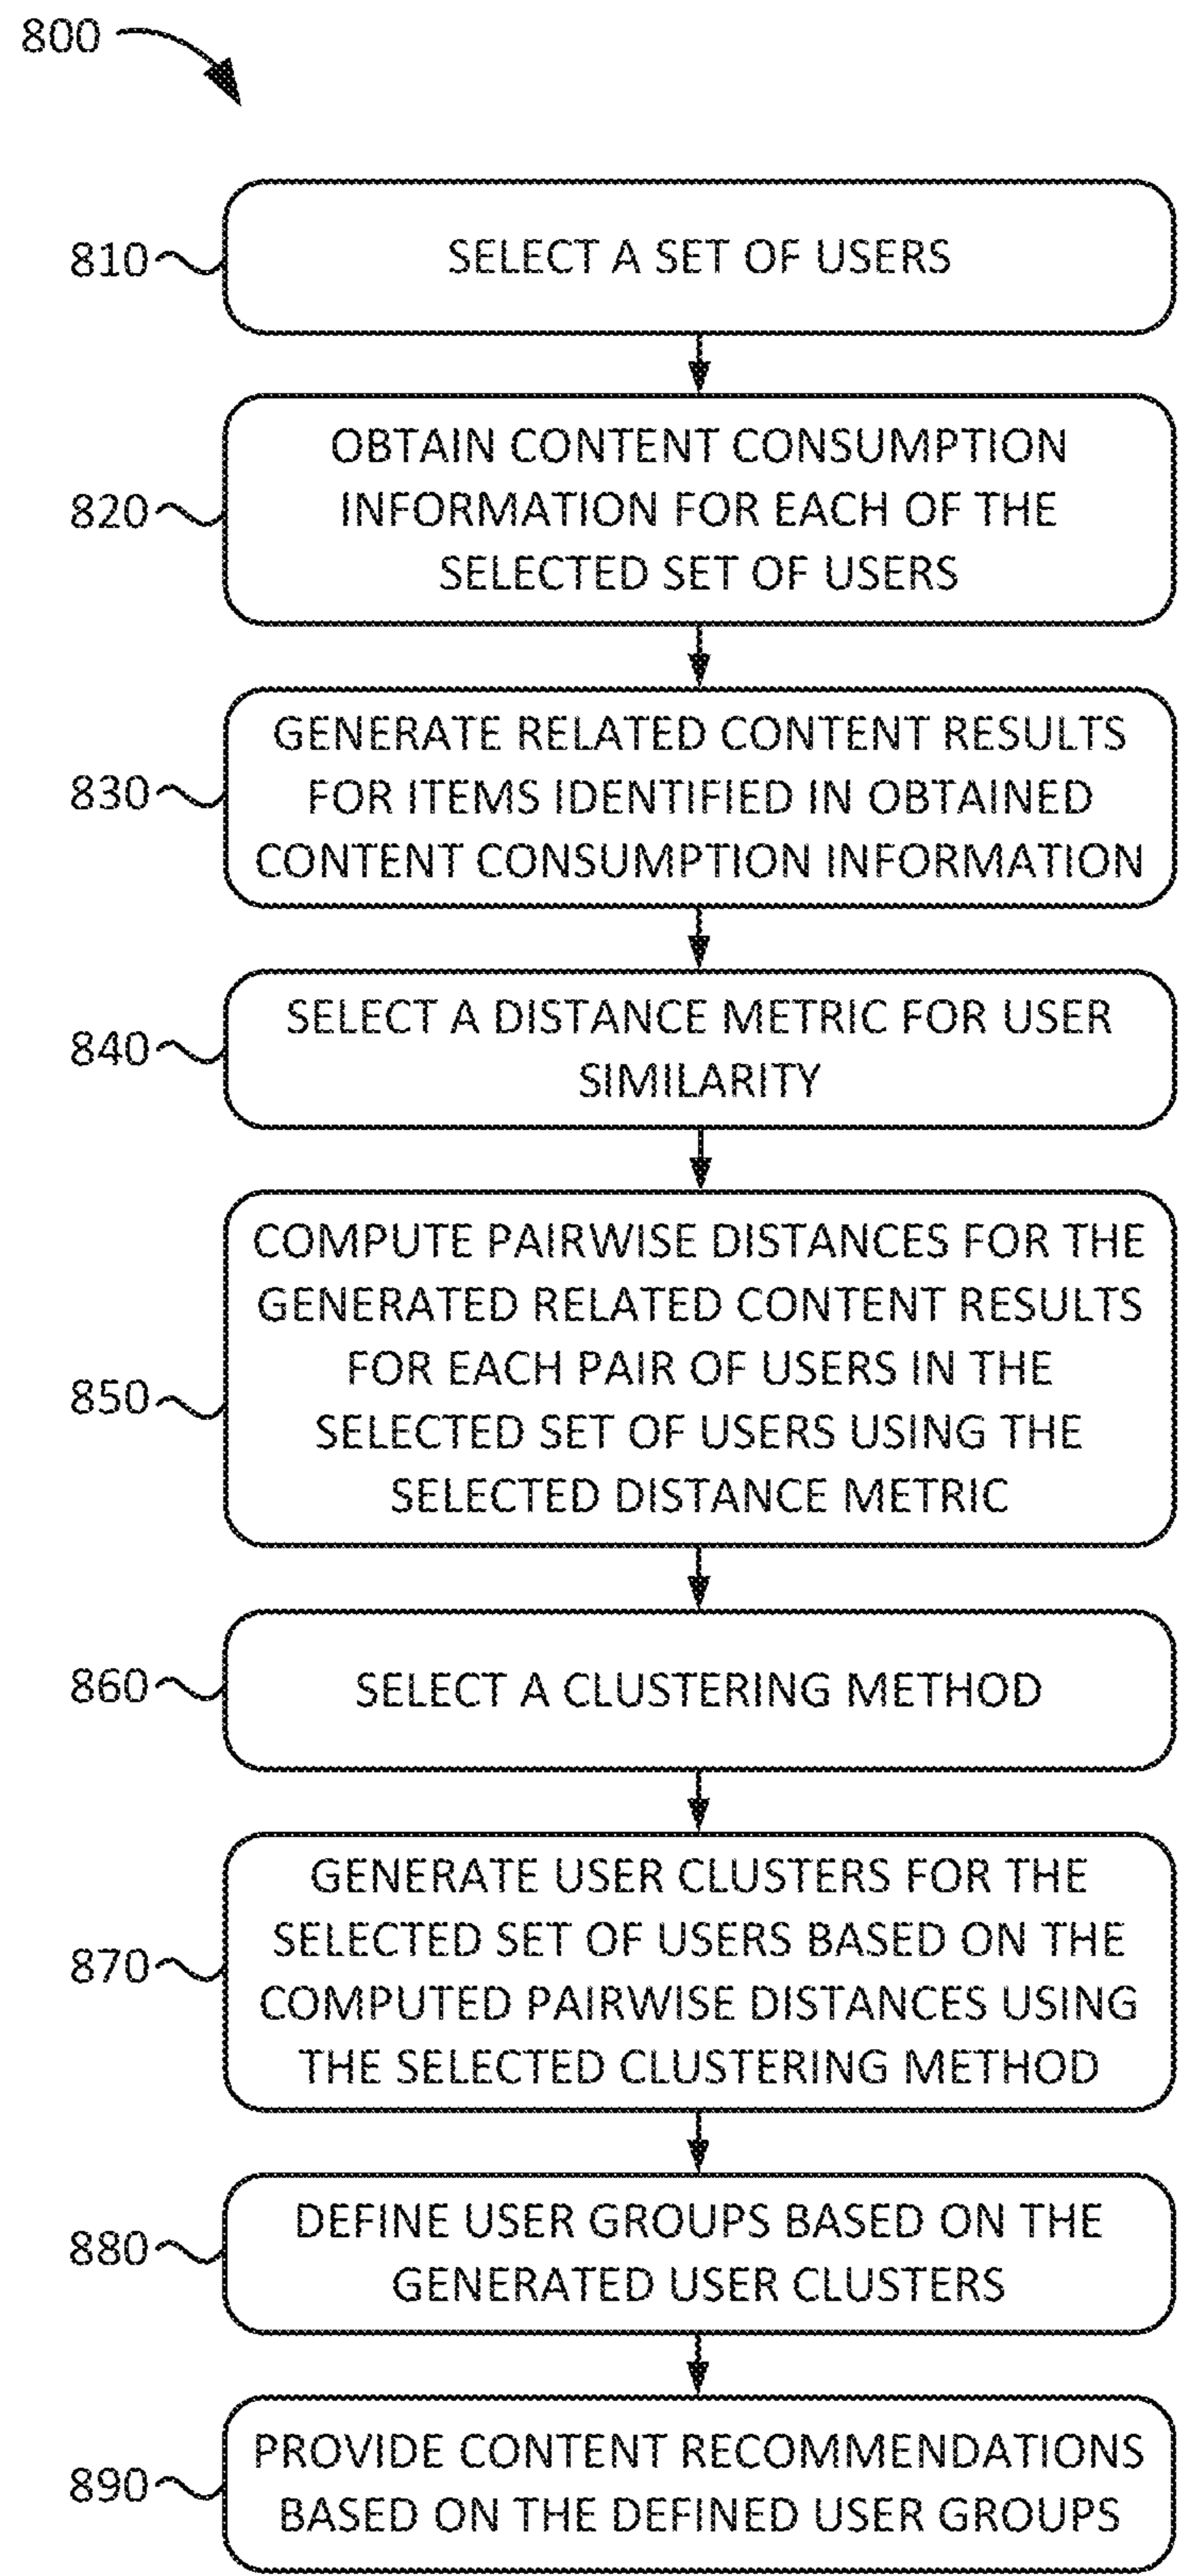 800
810
SELECT A SET OF USERS
820
OBTAIN CONTENT CONSUMPTION
INFORMATION FOR EACH OF THE
SELECTED SET OF USERS
830
GENERATE RELATED CONTENT RESULTS
FOR ITEMS IDENTIFIED IN OBTAINED
CONTENT CONSUMPTION INFORMATION
840
SELECT A DISTANCE METRIC FOR USER
SIMILARITY
850
COMPUTE PAIRWISE DISTANCES FOR THE
GENERATED RELATED CONTENT RESULTS
FOR EACH PAIR OF USERS IN THE
SELECTED SET OF USERS USING THE
SELECTED DISTANCE METRIC
860
SELECT A CLUSTERING METHOD
870
GENERATE USER CLUSTERS FOR THE
SELECTED SET OF USERS BASED ON THE
COMPUTED PAIRWISE DISTANCES USING
THE SELECTED CLUSTERING METHOD
880
DEFINE USER GROUPS BASED ON THE
GENERATED USER CLUSTERS
890
PROVIDE CONTENT RECOMMENDATIONS
BASED ON THE DEFINED USER GROUPS